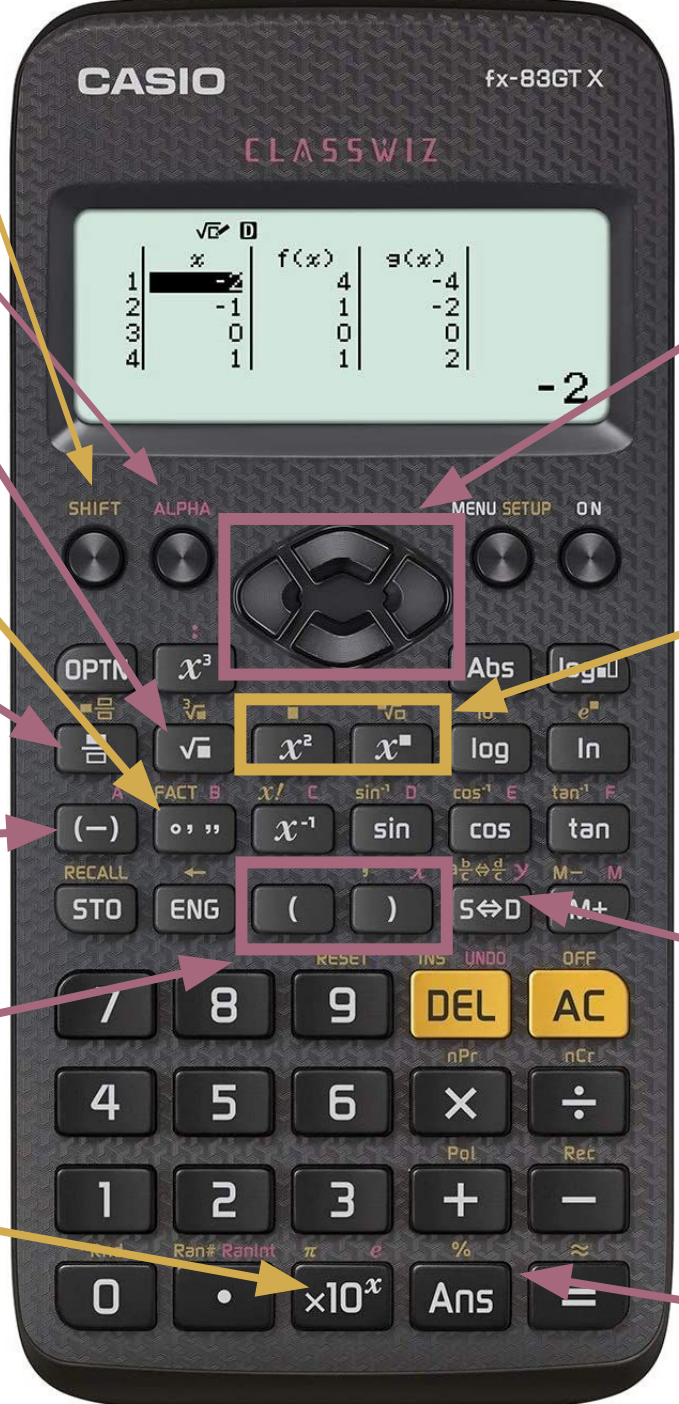 CASIO fx-83GT X
CLASSWIZ
√□ D
x f(x) g(x)
1 -2 4 -4
2 -1 1 -2
3 0 0 0
4 1 1 2
-2
SHIFT ALPHA MENU SETUP ON
:
OPTN x³ Abs
■ ³√■ ■ ■√□ e■
√■ x² x■ log ln
A FACT B x! C sin⁻¹ D cos⁻¹ E tan⁻¹ F
(−) °’ ” x⁻¹ sin cos tan
RECALL ← , x a b/c⇔d/c y M− M
STO ENG ( ) S⇔D M+
RESET INS UNDO OFF
7 8 9 DEL AC
nPr nCr
4 5 6 × ÷
Pol Rec
1 2 3 + −
Rnd Ran# RanInt π e % ≈
0 • ×10ˣ Ans =